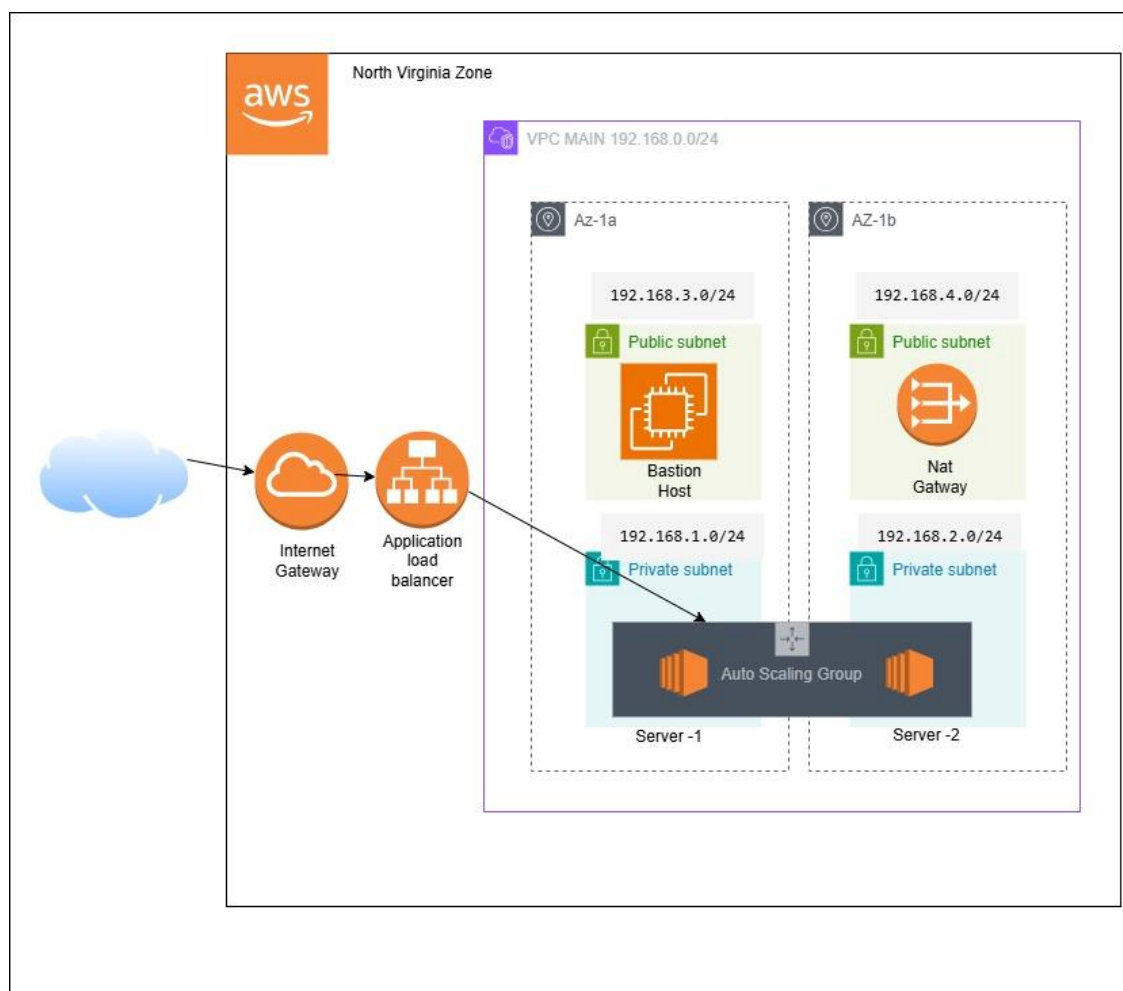 aws
North Virginia Zone
VPC MAIN 192.168.0.0/24
Az-1a
AZ-1b
192.168.3.0/24
192.168.4.0/24
Public subnet
Public subnet
Bastion
Host
Nat
Gatway
Internet
Gateway
Application
load
balancer
192.168.1.0/24
192.168.2.0/24
Private subnet
Private subnet
Auto Scaling Group
Server -1
Server -2